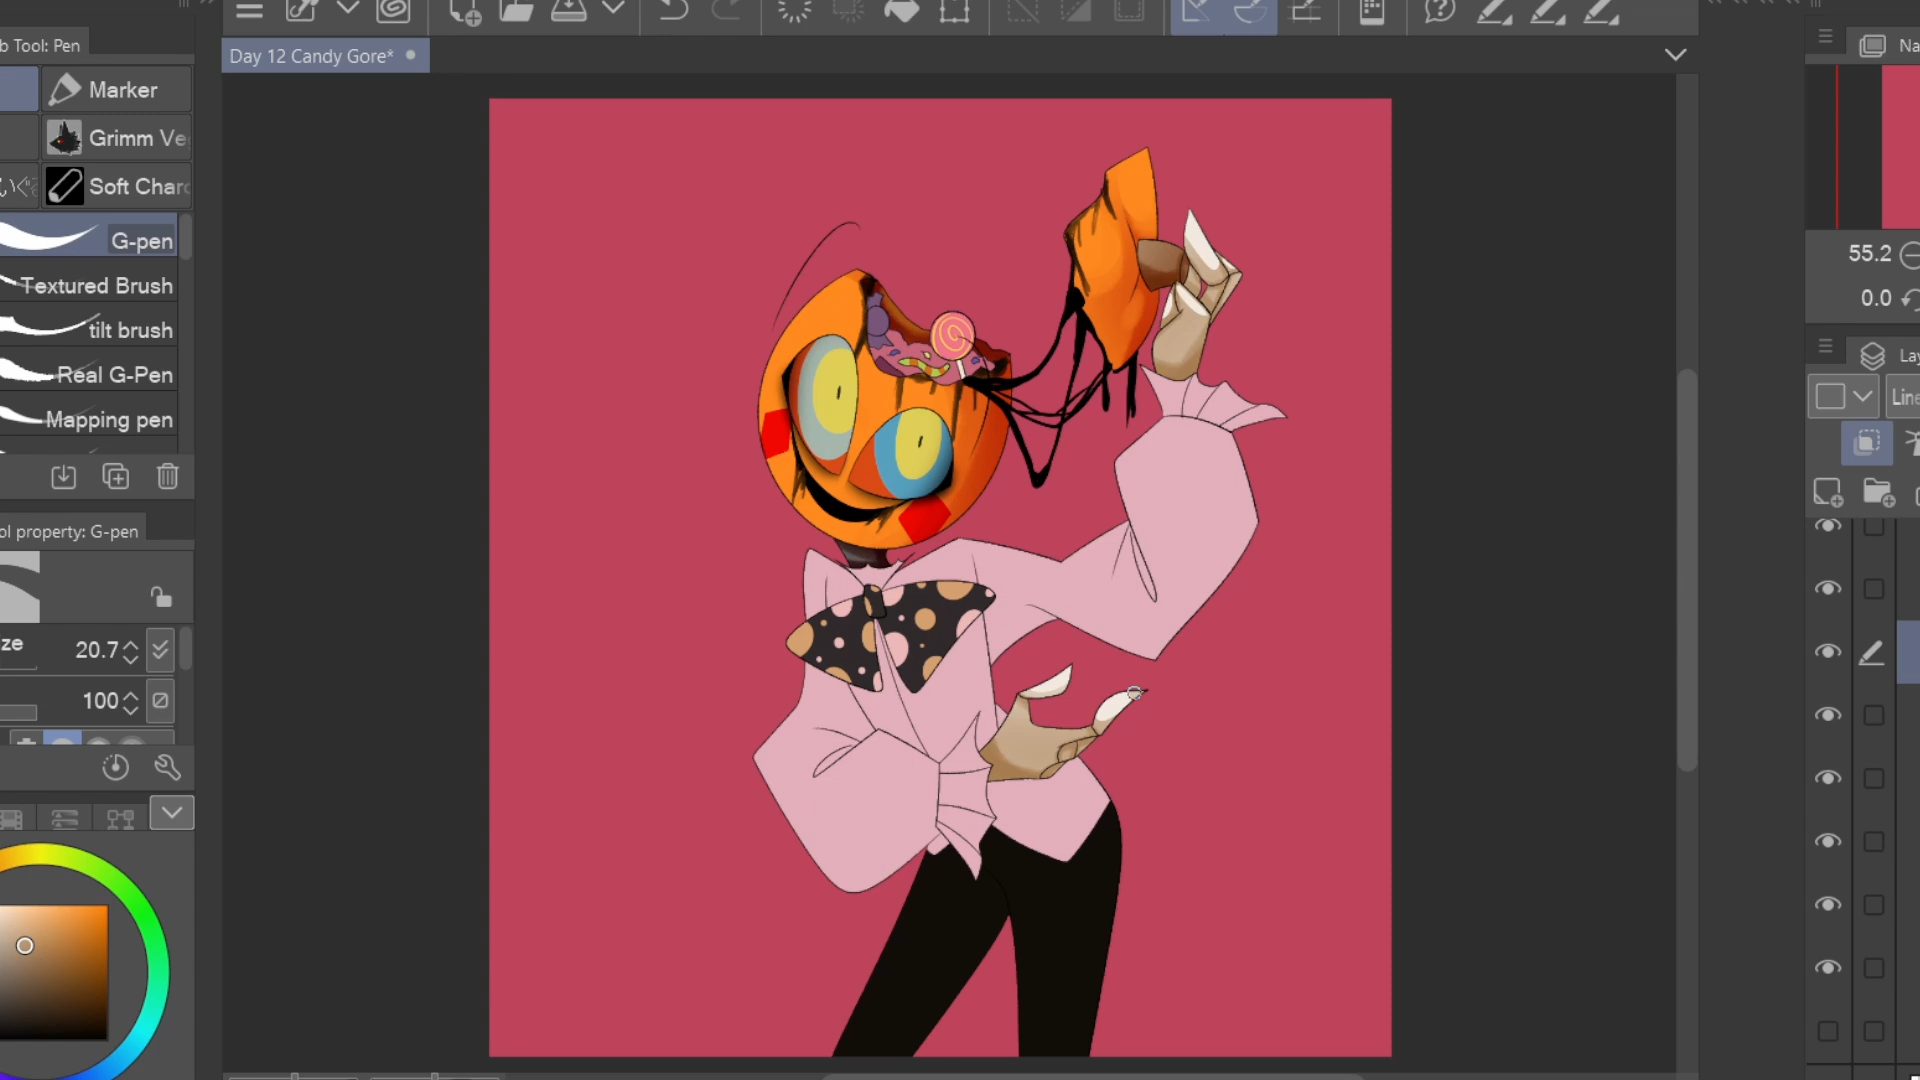 b Tool: Pen
Marker
Grimm Ve
Soft Charc
G-pen
Textured Brush
tilt brush
Real G-Pen
Mapping pen
ol property: G-pen
ze
20.7
100
Day 12 Candy Gore*
Na
55.2
0.0
Lay
Line